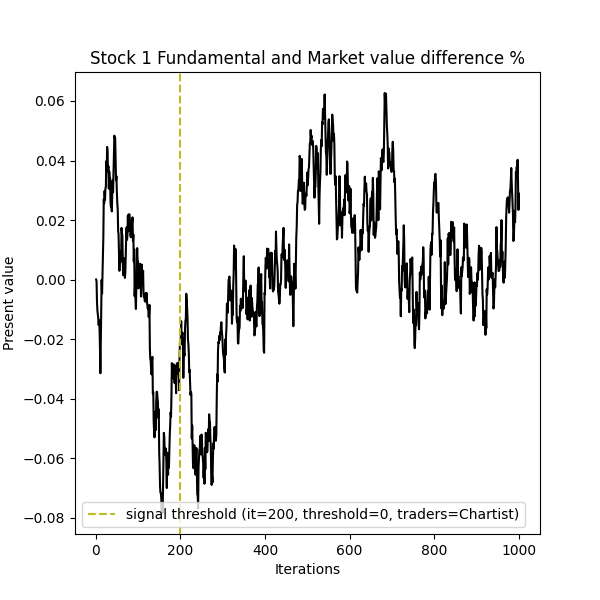 Stock 1 Fundamental and Market value difference %
Present value
0.06
0.04
0.02
0.00
−0.02
−0.04
−0.06
−0.08
signal threshold (it=200, threshold=0, traders=Chartist)
0 200 400 600 800 1000
Iterations